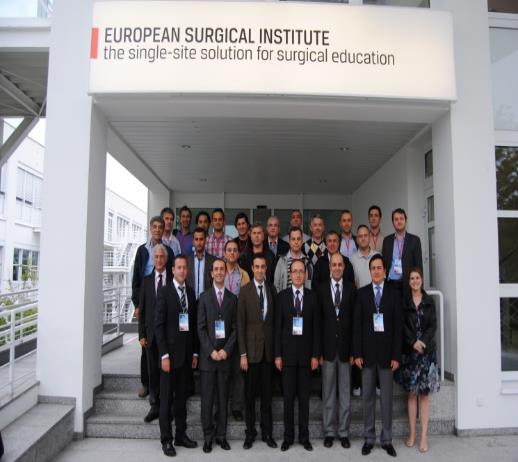 EUROPEAN SURGICAL INSTITUTE
the single-site solution for surgical education